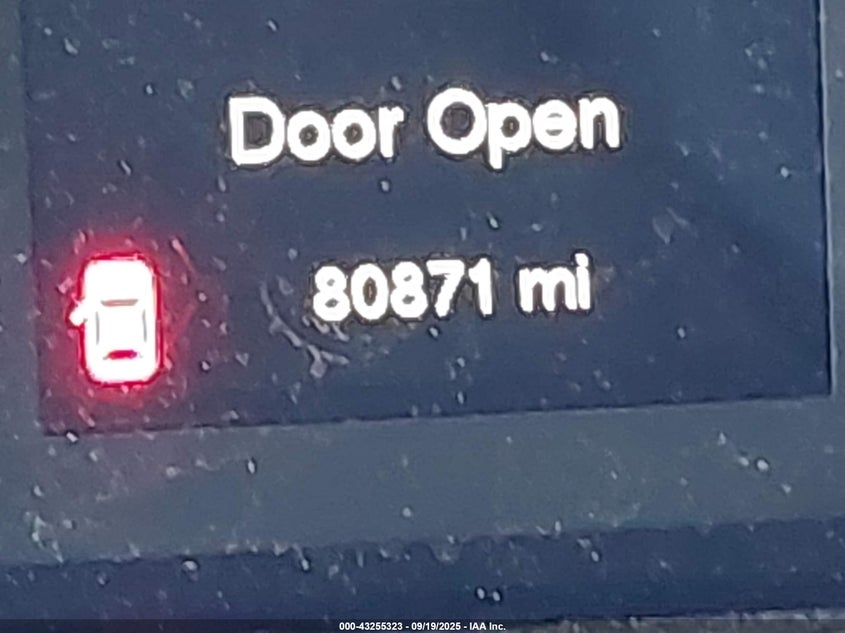 Door Open
80871 mi
000-43255323 - 09/19/2025 - IAA Inc.